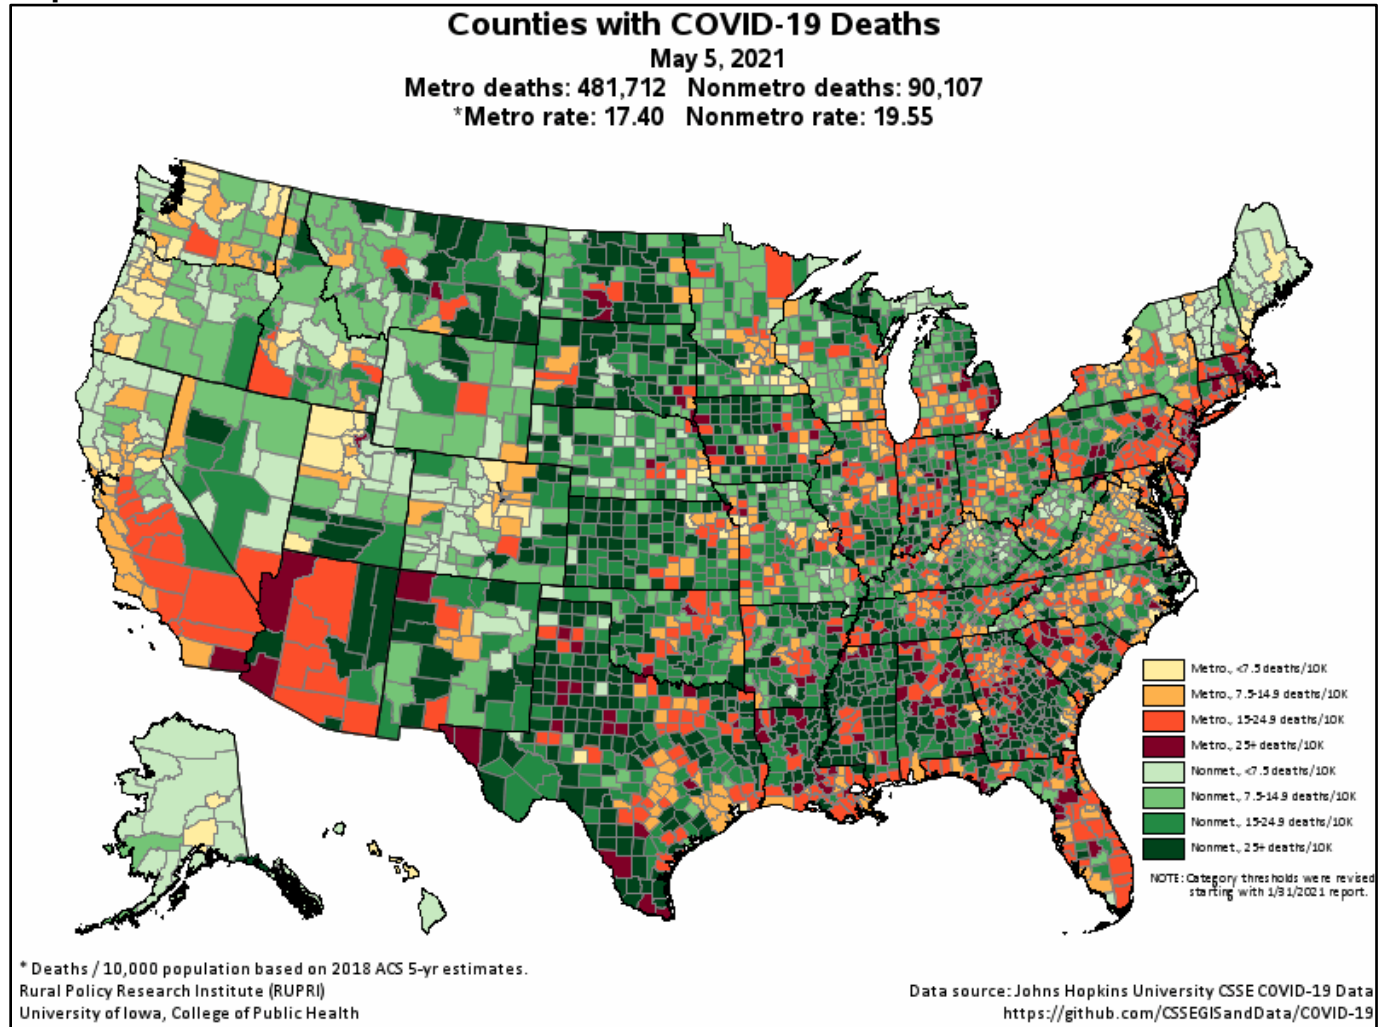 Counties with COVID-19 Deaths
May 5, 2021
Metro deaths: 481,712 Nonmetro deaths: 90,107
*Metro rate: 17.40 Nonmetro rate: 19.55
Metro., <7.5 deaths/10K
Metro., 7.5-14.9 deaths/10K
Metro., 15-24.9 deaths/10K
Metro., 25+ deaths/10K
Nonmet., <7.5 deaths/10K
Nonmet., 7.5-14.9 deaths/10K
Nonmet., 15-24.9 deaths/10K
Nonmet., 25+ deaths/10K
NOTE: Category thresholds were revised
starting with 1/31/2021 report.
* Deaths / 10,000 population based on 2018 ACS 5-yr estimates.
Rural Policy Research Institute (RUPRI)
University of Iowa, College of Public Health
Data source: Johns Hopkins University CSSE COVID-19 Data
https://github.com/CSSEGISandData/COVID-19